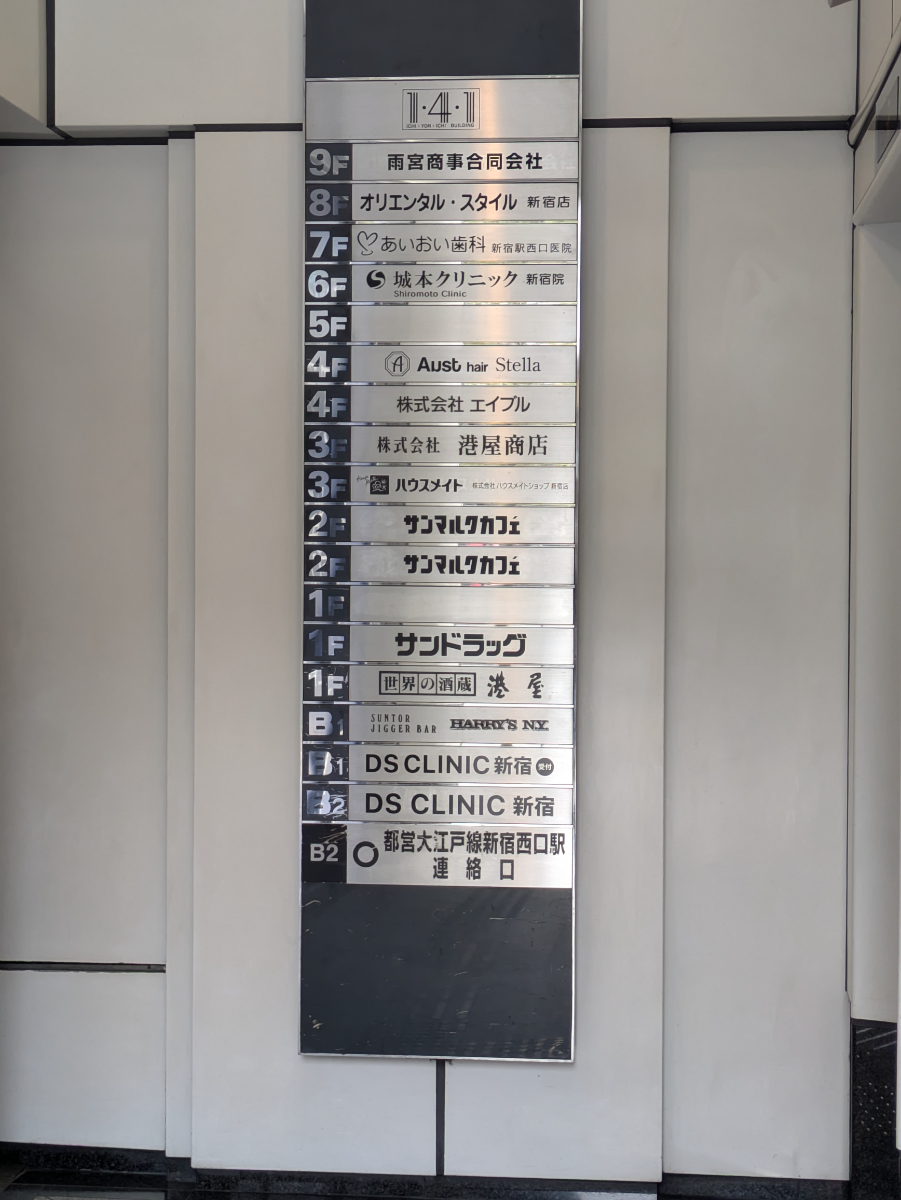 1·4·1
ICHI·YON·ICHI BUILDING
9F 雨宮商事合同会社
8F オリエンタル・スタイル 新宿店
7F あいおい歯科 新宿駅西口医院
6F 城本クリニック 新宿院
Shiromoto Clinic
5F
4F A Aust hair Stella
4F 株式会社 エイブル
3F 株式会社 港屋商店
3F ハウスメイト 株式会社ハウスメイトショップ 新宿店
2F サンマルクカフェ
2F サンマルクカフェ
1F
1F サンドラッグ
1F 世界の酒蔵 港屋
B1 SUNTOR JIGGER BAR HARRY'S N.Y.
B1 DS CLINIC 新宿 受付
B2 DS CLINIC 新宿
B2 都営大江戸線新宿西口駅
連絡口